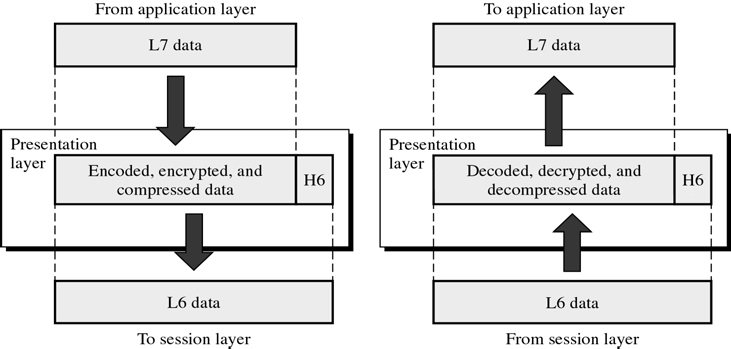 From application layer
L7 data
Presentation
layer
Encoded, encrypted, and
compressed data
H6
L6 data
To session layer
To application layer
L7 data
Presentation
layer
Decoded, decrypted, and
decompressed data
H6
L6 data
From session layer